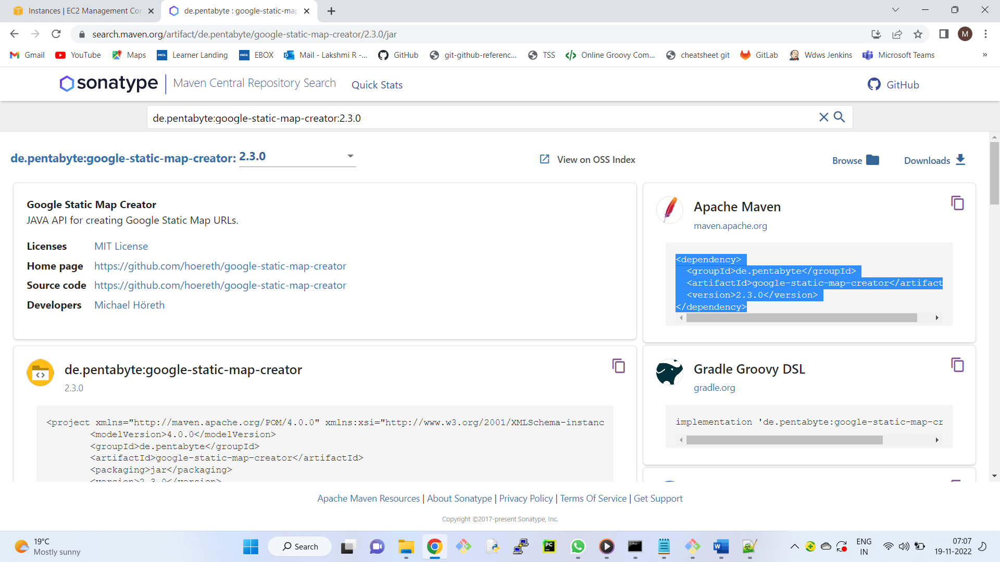 Instances | EC2 Management Con
de.pentabyte : google-static-map
search.maven.org/artifact/de.pentabyte/google-static-map-creator/2.3.0/jar
M
Gmail
YouTube
Maps
HCL
Learner Landing
HCL
EBOX
Mail - Lakshmi R -...
GitHub
git-github-referenc...
TSS
Online Groovy Com...
cheatsheet git
GitLab
Wdws Jenkins
Microsoft Teams
»
sonatype
Maven Central Repository Search
Quick Stats
GitHub
de.pentabyte:google-static-map-creator:2.3.0
de.pentabyte:google-static-map-creator: 2.3.0
View on OSS Index
Browse
Downloads
Google Static Map Creator
JAVA API for creating Google Static Map URLs.
Licenses MIT License
Home page https://github.com/hoereth/google-static-map-creator
Source code https://github.com/hoereth/google-static-map-creator
Developers Michael Höreth
Apache Maven
maven.apache.org
<dependency>
<groupId>de.pentabyte</groupId>
<artifactId>google-static-map-creator</artifact
<version>2.3.0</version>
</dependency>
de.pentabyte:google-static-map-creator
2.3.0
<project xmlns="http://maven.apache.org/POM/4.0.0" xmlns:xsi="http://www.w3.org/2001/XMLSchema-instanc
<modelVersion>4.0.0</modelVersion>
<groupId>de.pentabyte</groupId>
<artifactId>google-static-map-creator</artifactId>
<packaging>jar</packaging>
<version>2.3.0</version>
Gradle Groovy DSL
gradle.org
implementation 'de.pentabyte:google-static-map-cr
Apache Maven Resources | About Sonatype | Privacy Policy | Terms Of Service | Get Support
Copyright ©2017-present Sonatype, Inc.
19°C
Mostly sunny
Search
PC
W
ENG
IN
07:07
19-11-2022